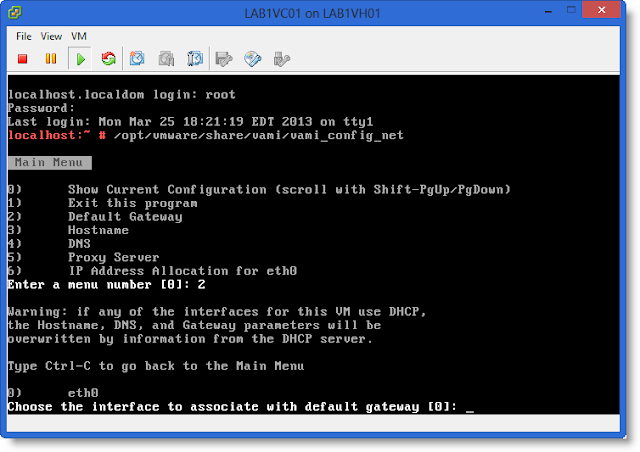 LAB1VC01 on LAB1VH01
File View VM
localhost.localdom login: root
Password:
Last login: Mon Mar 25 18:21:19 EDT 2013 on tty1
localhost:~ # /opt/vmware/share/vami/vami_config_net
Main Menu
0) Show Current Configuration (scroll with Shift-PgUp/PgDown)
1) Exit this program
2) Default Gateway
3) Hostname
4) DNS
5) Proxy Server
6) IP Address Allocation for eth0
Enter a menu number [0]: 2
Warning: if any of the interfaces for this VM use DHCP,
the Hostname, DNS, and Gateway parameters will be
overwritten by information from the DHCP server.
Type Ctrl-C to go back to the Main Menu
0) eth0
Choose the interface to associate with default gateway [0]: _